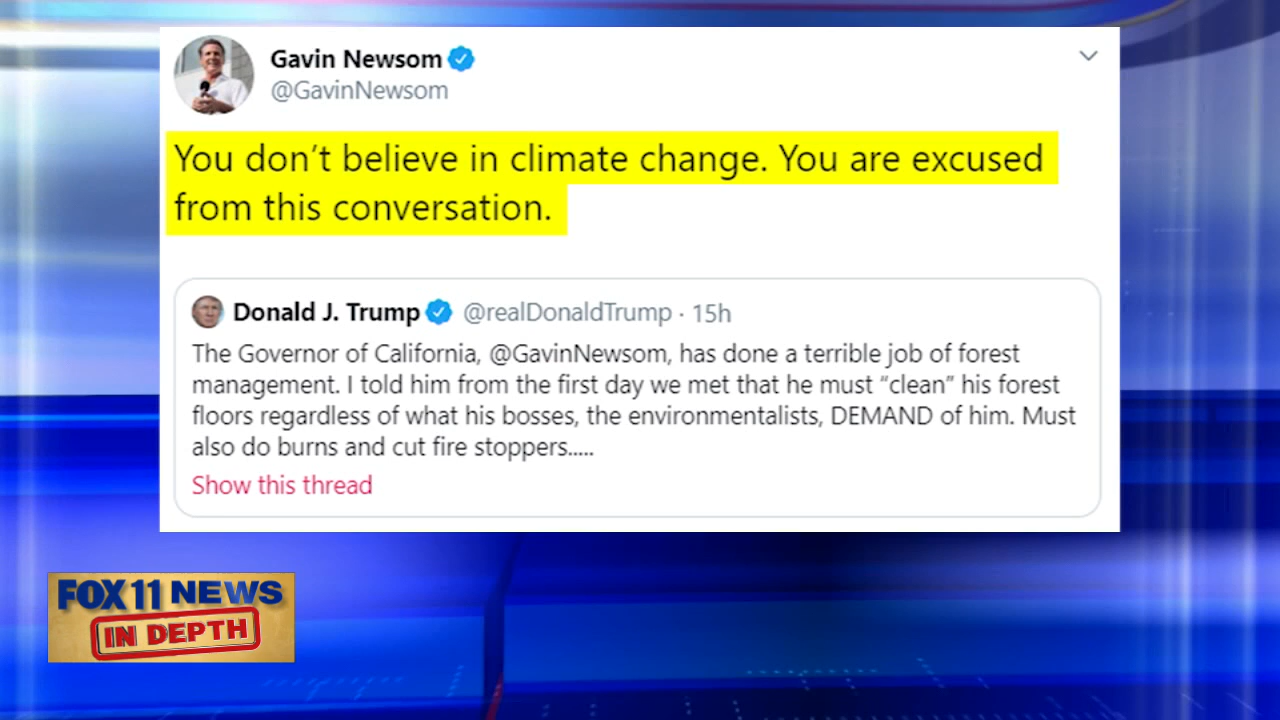 Gavin Newsom
@GavinNewsom
You don’t believe in climate change. You are excused
from this conversation.
Donald J. Trump @realDonaldTrump · 15h
The Governor of California, @GavinNewsom, has done a terrible job of forest
management. I told him from the first day we met that he must “clean” his forest
floors regardless of what his bosses, the environmentalists, DEMAND of him. Must
also do burns and cut fire stoppers.....
Show this thread
FOX 11 NEWS
IN DEPTH